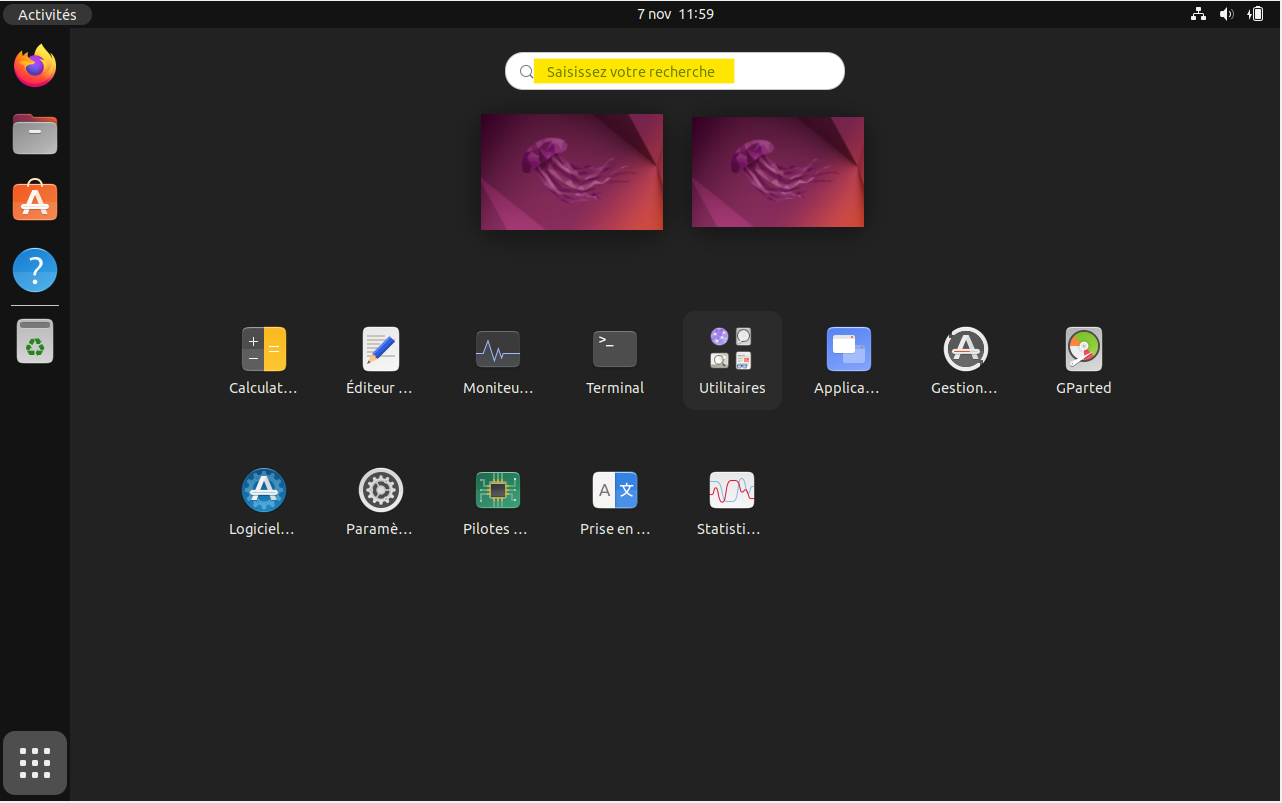 Activités
7 nov 11:59
Saisissez votre recherche
Calculat...
Éditeur ...
Moniteu...
Terminal
Utilitaires
Applica...
Gestion...
GParted
Logiciel...
Paramè...
Pilotes ...
Prise en ...
Statisti...